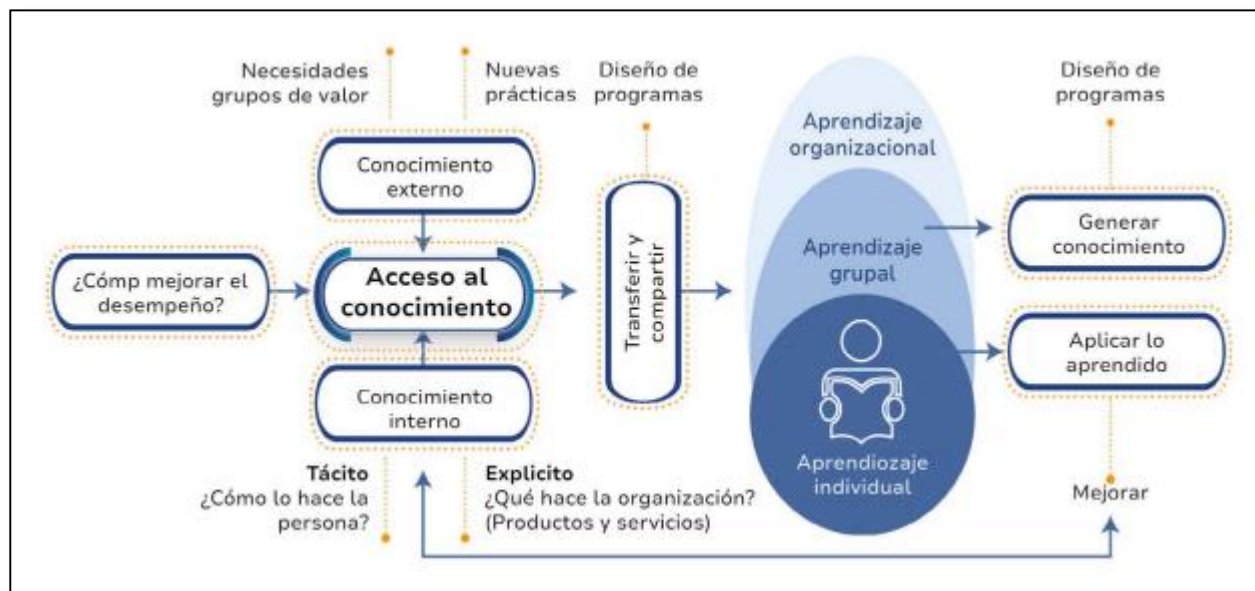 Necesidades
grupos de valor
Nuevas
prácticas
Diseño de
programas
Diseño de
programas
Conocimiento
externo
Aprendizaje
organizacional
¿Cómp mejorar el
desempeño?
Acceso al
conocimiento
Transferir y
compartir
Aprendizaje
grupal
Generar
conocimiento
Aplicar lo
aprendido
Conocimiento
interno
Aprendiozaje
individual
Tácito
¿Cómo lo hace la
persona?
Explicito
¿Qué hace la organización?
(Productos y servicios)
Mejorar